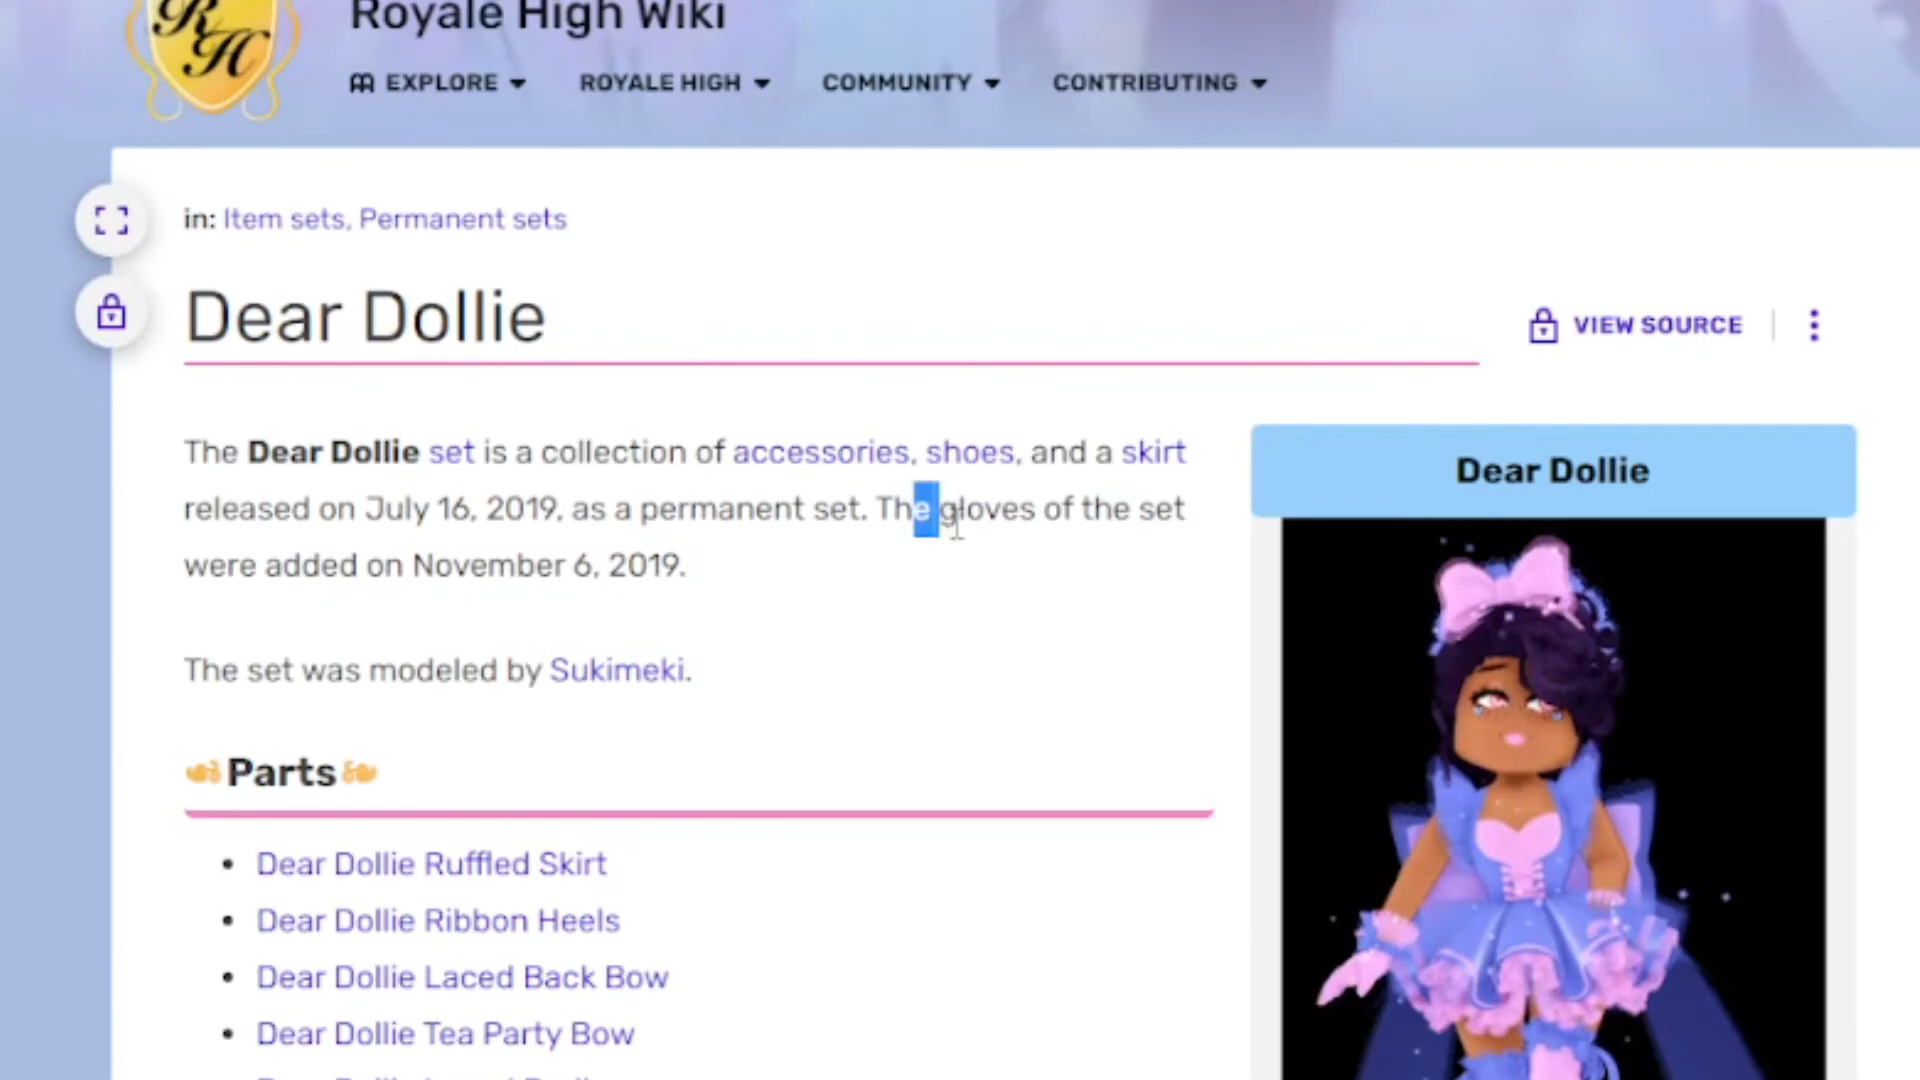 RH
Royale High Wiki
EXPLORE
ROYALE HIGH
COMMUNITY
CONTRIBUTING
in: Item sets, Permanent sets
Dear Dollie
VIEW SOURCE
The Dear Dollie set is a collection of accessories, shoes, and a skirt
released on July 16, 2019, as a permanent set. The gloves of the set
were added on November 6, 2019.
The set was modeled by Sukimeki.
Parts
Dear Dollie Ruffled Skirt
Dear Dollie Ribbon Heels
Dear Dollie Laced Back Bow
Dear Dollie Tea Party Bow
Dear Dollie